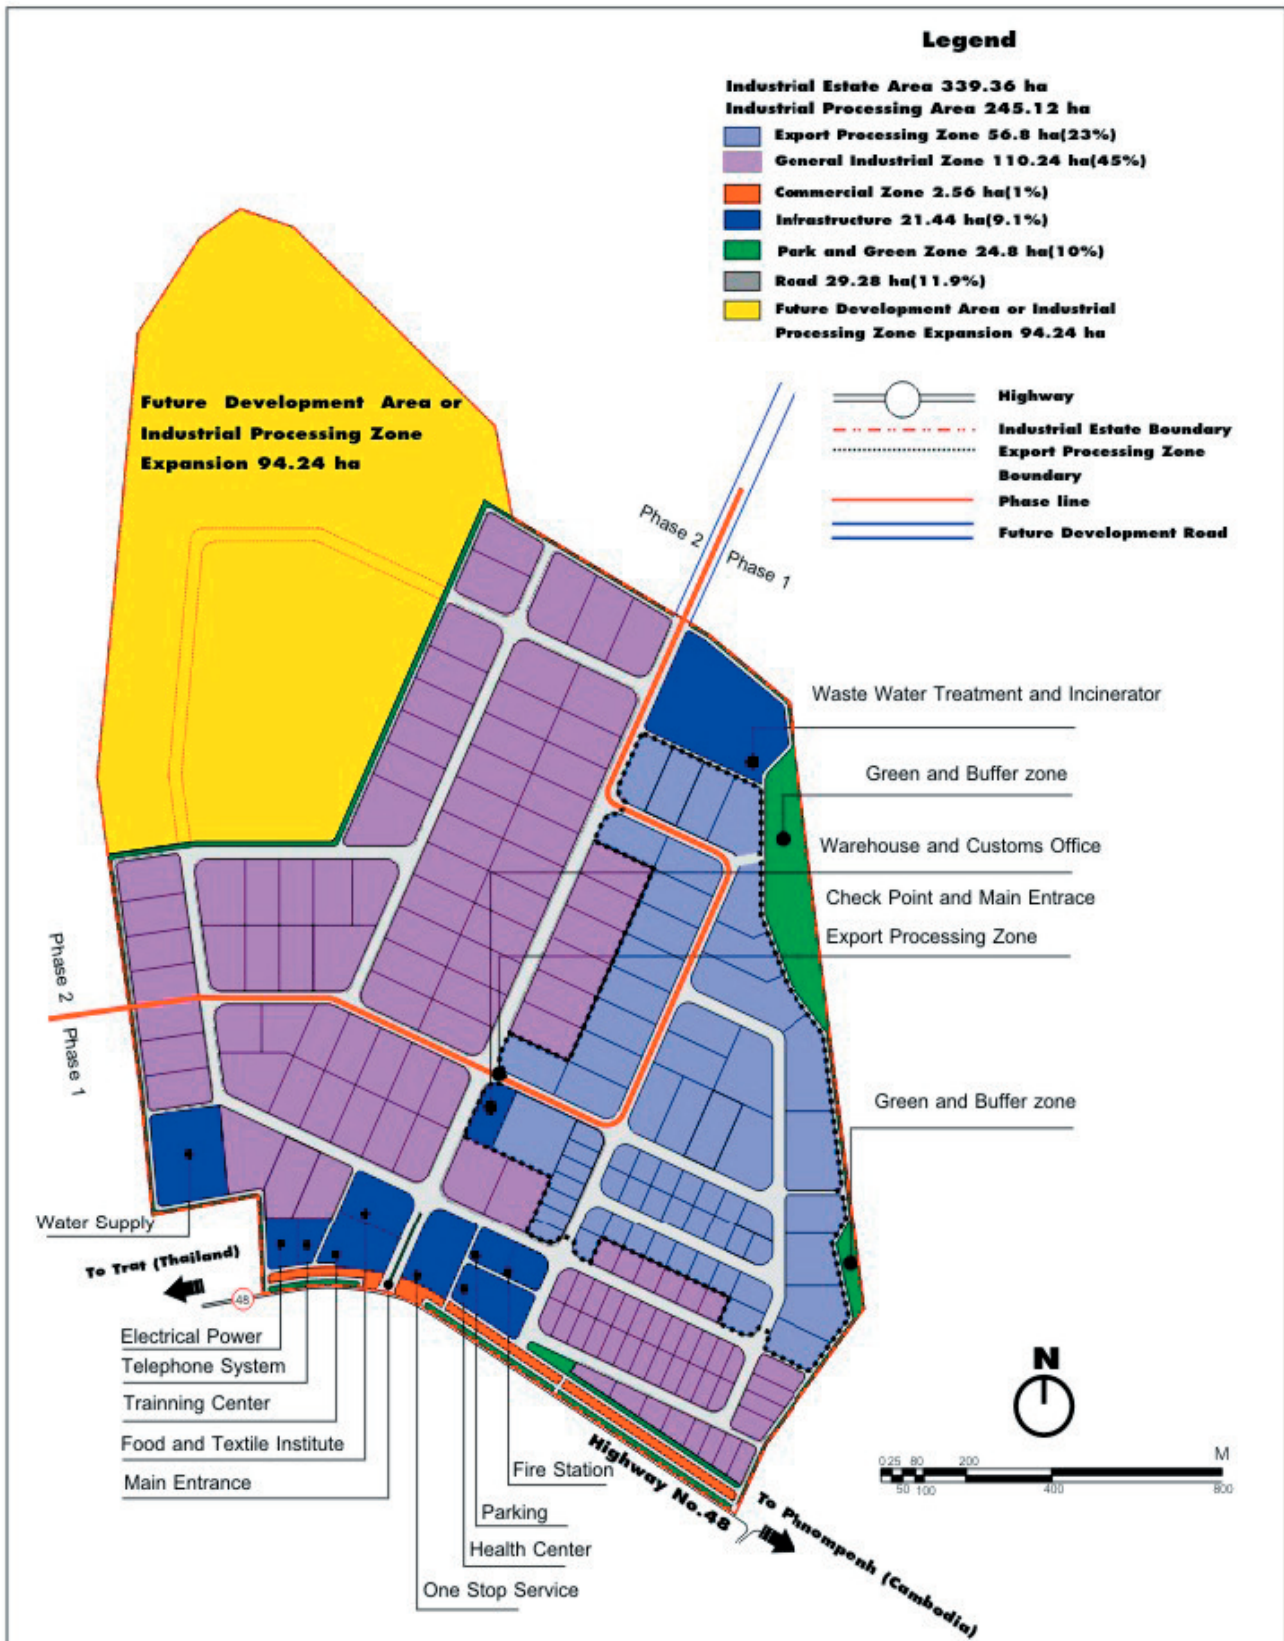 Legend
Industrial Estate Area 339.36 ha
Industrial Processing Area 245.12 ha
Export Processing Zone 56.8 ha(23%)
General Industrial Zone 110.24 ha(45%)
Commercial Zone 2.56 ha(1%)
Infrastructure 21.44 ha(9.1%)
Park and Green Zone 24.8 ha(10%)
Road 29.28 ha(11.9%)
Future Development Area or Industrial
Processing Zone Expansion 94.24 ha
Highway
Industrial Estate Boundary
Export Processing Zone
Boundary
Phase line
Future Development Road
Future Development Area or
Industrial Processing Zone
Expansion 94.24 ha
Phase 2
Phase 1
Waste Water Treatment and Incinerator
Green and Buffer zone
Warehouse and Customs Office
Check Point and Main Entrace
Export Processing Zone
Phase 2
Phase 1
Green and Buffer zone
Water Supply
To Trat (Thailand)
48
Electrical Power
Telephone System
Trainning Center
Food and Textile Institute
Main Entrance
Fire Station
Parking
Health Center
One Stop Service
Highway No.48
To Phnompenh (Cambodia)
N
M
0 25 80 200
50 100 400 800